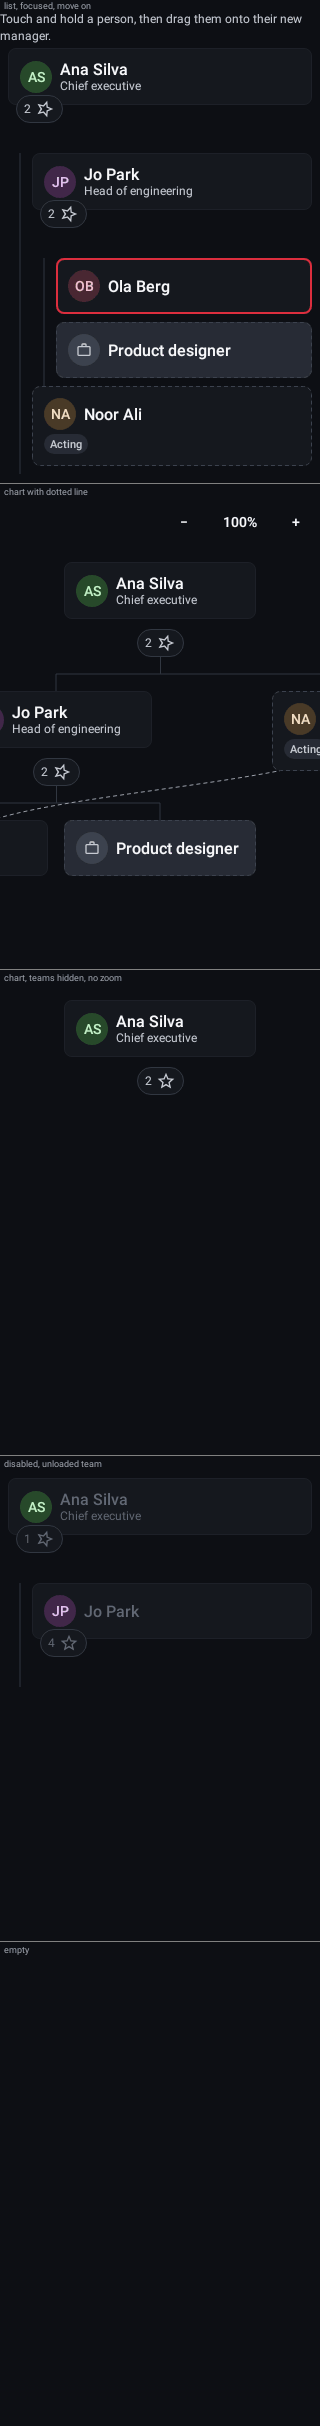 list, focused, move on
Touch and hold a person, then drag them onto their new
manager.
AS
Ana Silva
Chief executive
2
JP
Jo Park
Head of engineering
2
OB
Ola Berg
Product designer
NA
Noor Ali
Acting
chart with dotted line
−
100%
+
AS
Ana Silva
Chief executive
2
Jo Park
Head of engineering
NA
Acting
2
Product designer
chart, teams hidden, no zoom
AS
Ana Silva
Chief executive
2
disabled, unloaded team
AS
Ana Silva
Chief executive
1
JP
Jo Park
4
empty